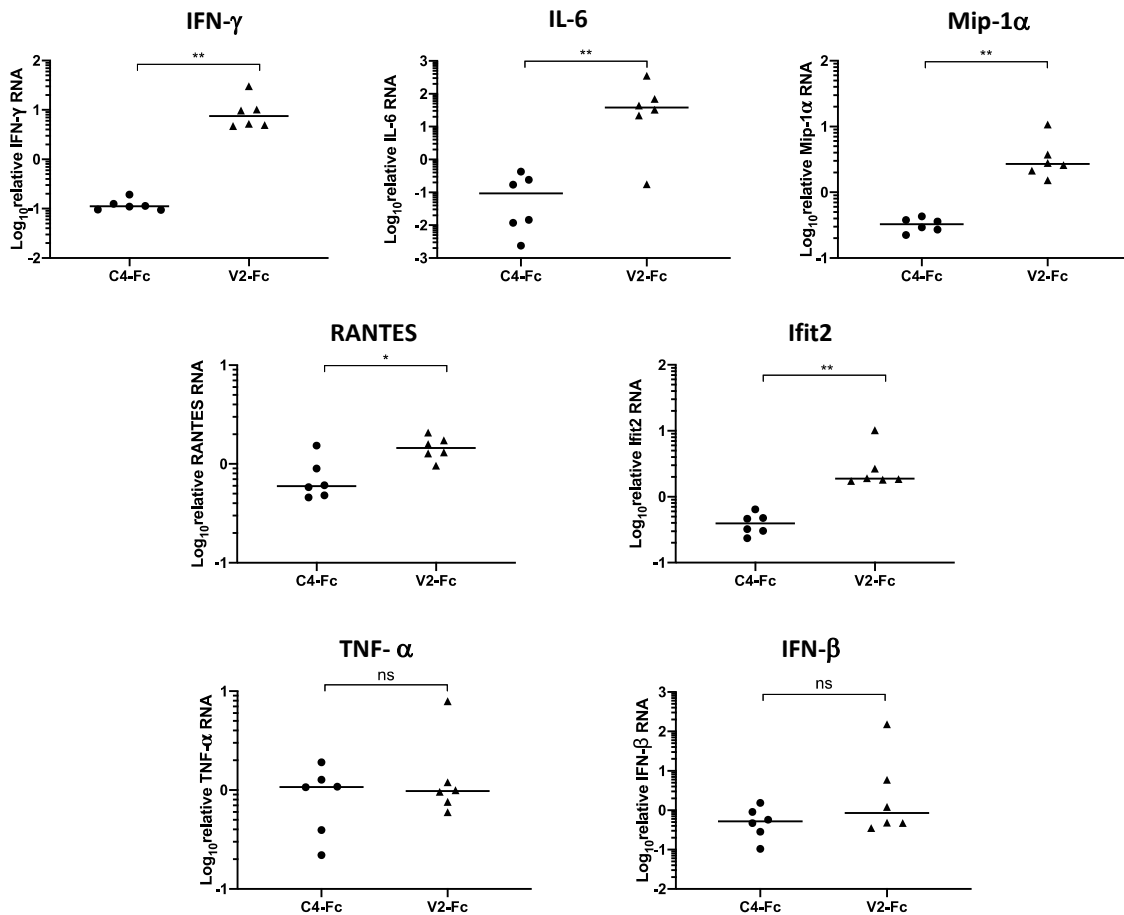 IFN-γ
Log10relative IFN-γ RNA
**
2
1
0
-1
-2
C4-Fc V2-Fc
IL-6
Log10relative IL-6 RNA
**
3
2
1
0
-1
-2
-3
C4-Fc V2-Fc
Mip-1α
Log10relative Mip-1α RNA
**
2
1
0
-1
C4-Fc V2-Fc
RANTES
Log10relative RANTES RNA
*
1
0
-1
C4-Fc V2-Fc
Ifit2
Log10relative Ifit2 RNA
**
2
1
0
-1
C4-Fc V2-Fc
TNF- α
Log10relative TNF-α RNA
ns
1
0
-1
C4-Fc V2-Fc
IFN-β
Log10relative IFN-β RNA
ns
3
2
1
-0
-1
-2
C4-Fc V2-Fc